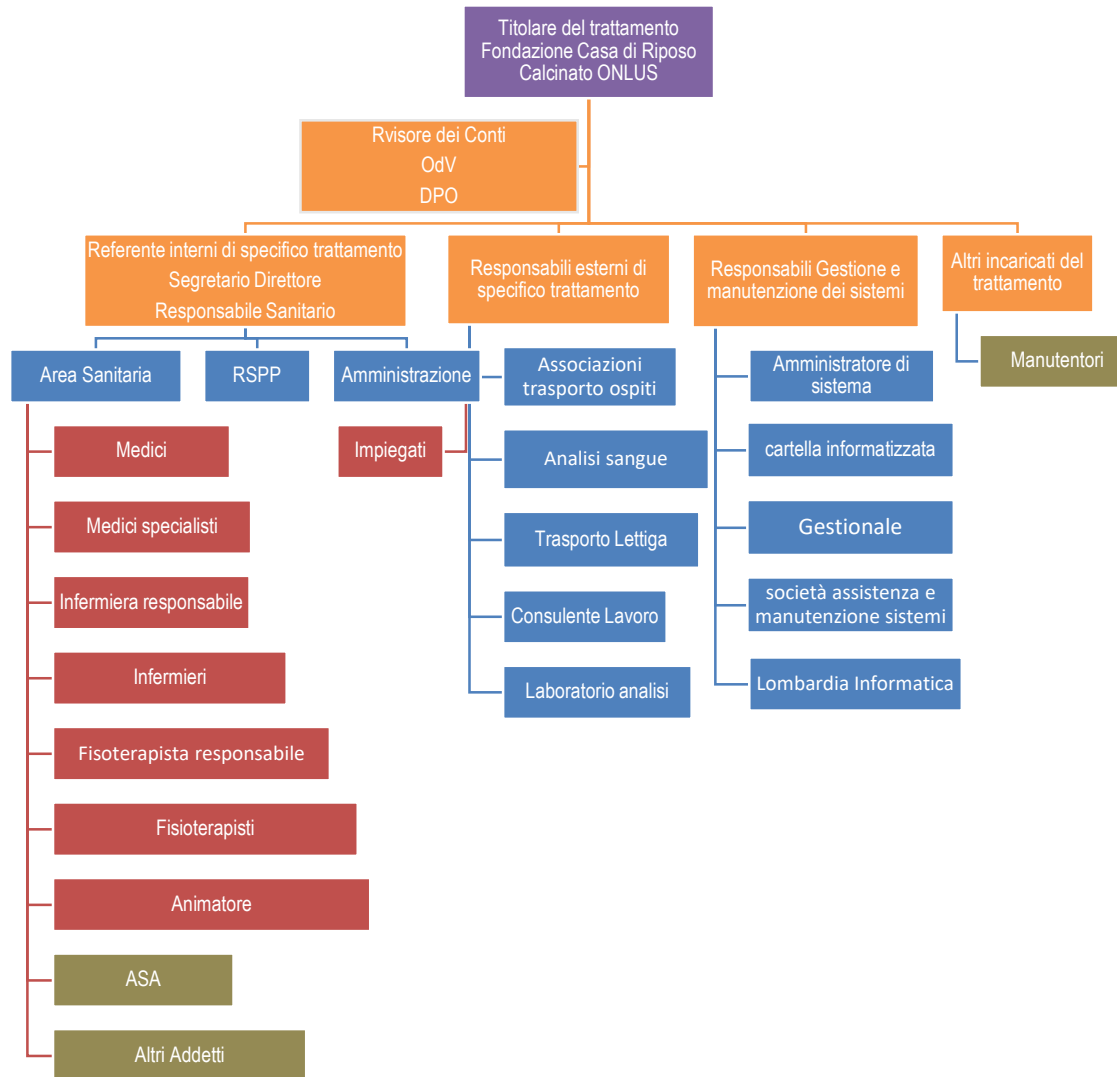 Titolare del trattamento
Fondazione Casa di Riposo
Calcinato ONLUS
Rvisore dei Conti
OdV
DPO
Referente interni di specifico trattamento
Segretario Direttore
Responsabile Sanitario
Responsabili esterni di
specifico trattamento
Responsabili Gestione e
manutenzione dei sistemi
Altri incaricati del
trattamento
Area Sanitaria
RSPP
Amministrazione
Medici
Medici specialisti
Infermiera responsabile
Infermieri
Fisoterapista responsabile
Fisioterapisti
Animatore
ASA
Altri Addetti
Impiegati
Associazioni
trasporto ospiti
Analisi sangue
Trasporto Lettiga
Consulente Lavoro
Laboratorio analisi
Amministratore di
sistema
cartella informatizzata
Gestionale
società assistenza e
manutenzione sistemi
Lombardia Informatica
Manutentori